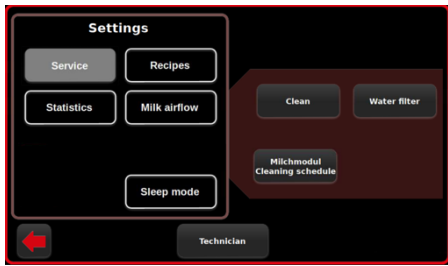 Settings
Service
Recipes
Statistics
Milk airflow
Sleep mode
Clean
Water filter
Milchmodul
Cleaning schedule
Technician